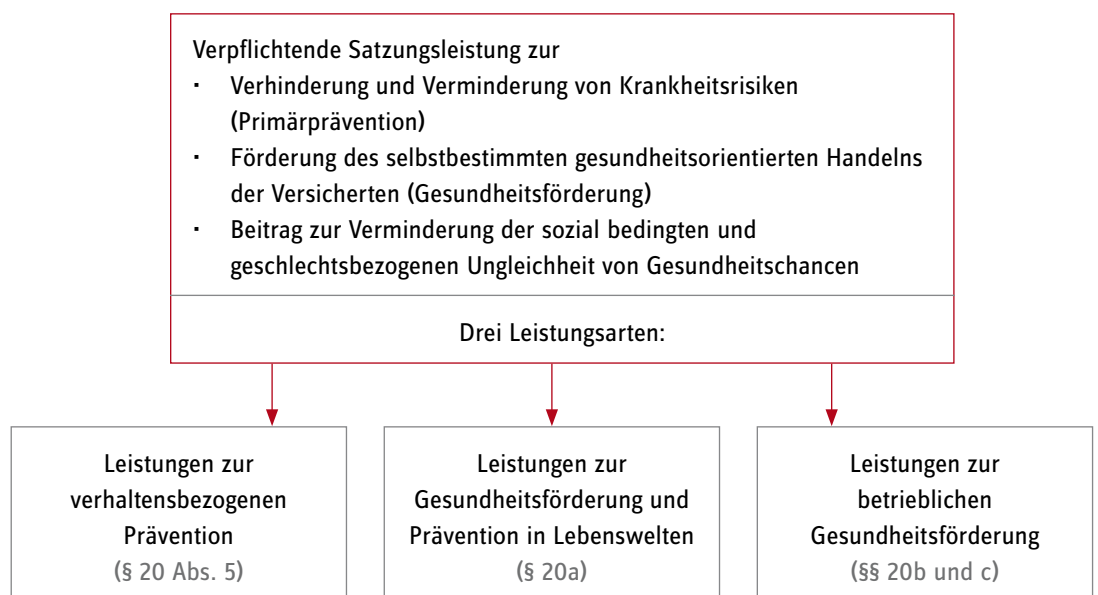 Verpflichtende Satzungsleistung zur
· Verhinderung und Verminderung von Krankheitsrisiken
(Primärprävention)
· Förderung des selbstbestimmten gesundheitsorientierten Handelns
der Versicherten (Gesundheitsförderung)
· Beitrag zur Verminderung der sozial bedingten und
geschlechtsbezogenen Ungleichheit von Gesundheitschancen
Drei Leistungsarten:
Leistungen zur
verhaltensbezogenen
Prävention
(§ 20 Abs. 5)
Leistungen zur
Gesundheitsförderung und
Prävention in Lebenswelten
(§ 20a)
Leistungen zur
betrieblichen
Gesundheitsförderung
(§§ 20b und c)